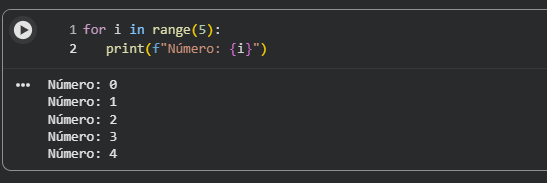 1 for i in range(5):
2     print(f"Número: {i}")
Número: 0
Número: 1
Número: 2
Número: 3
Número: 4